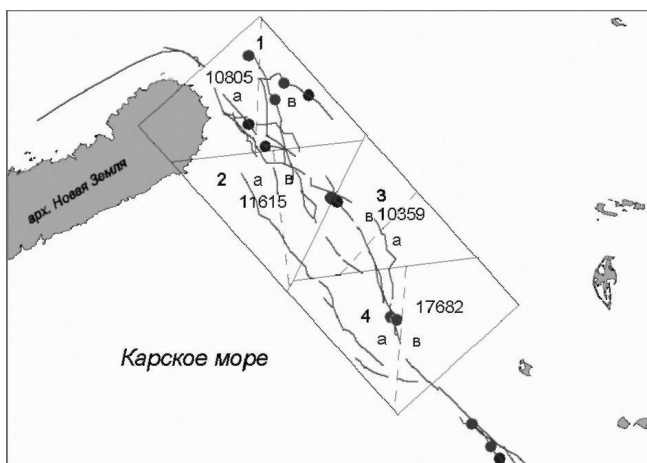 1
10805
а
в
2
а
в
11615
3
в
10359
а
4
17682
а
в
арх. Новая Земля
Карское море